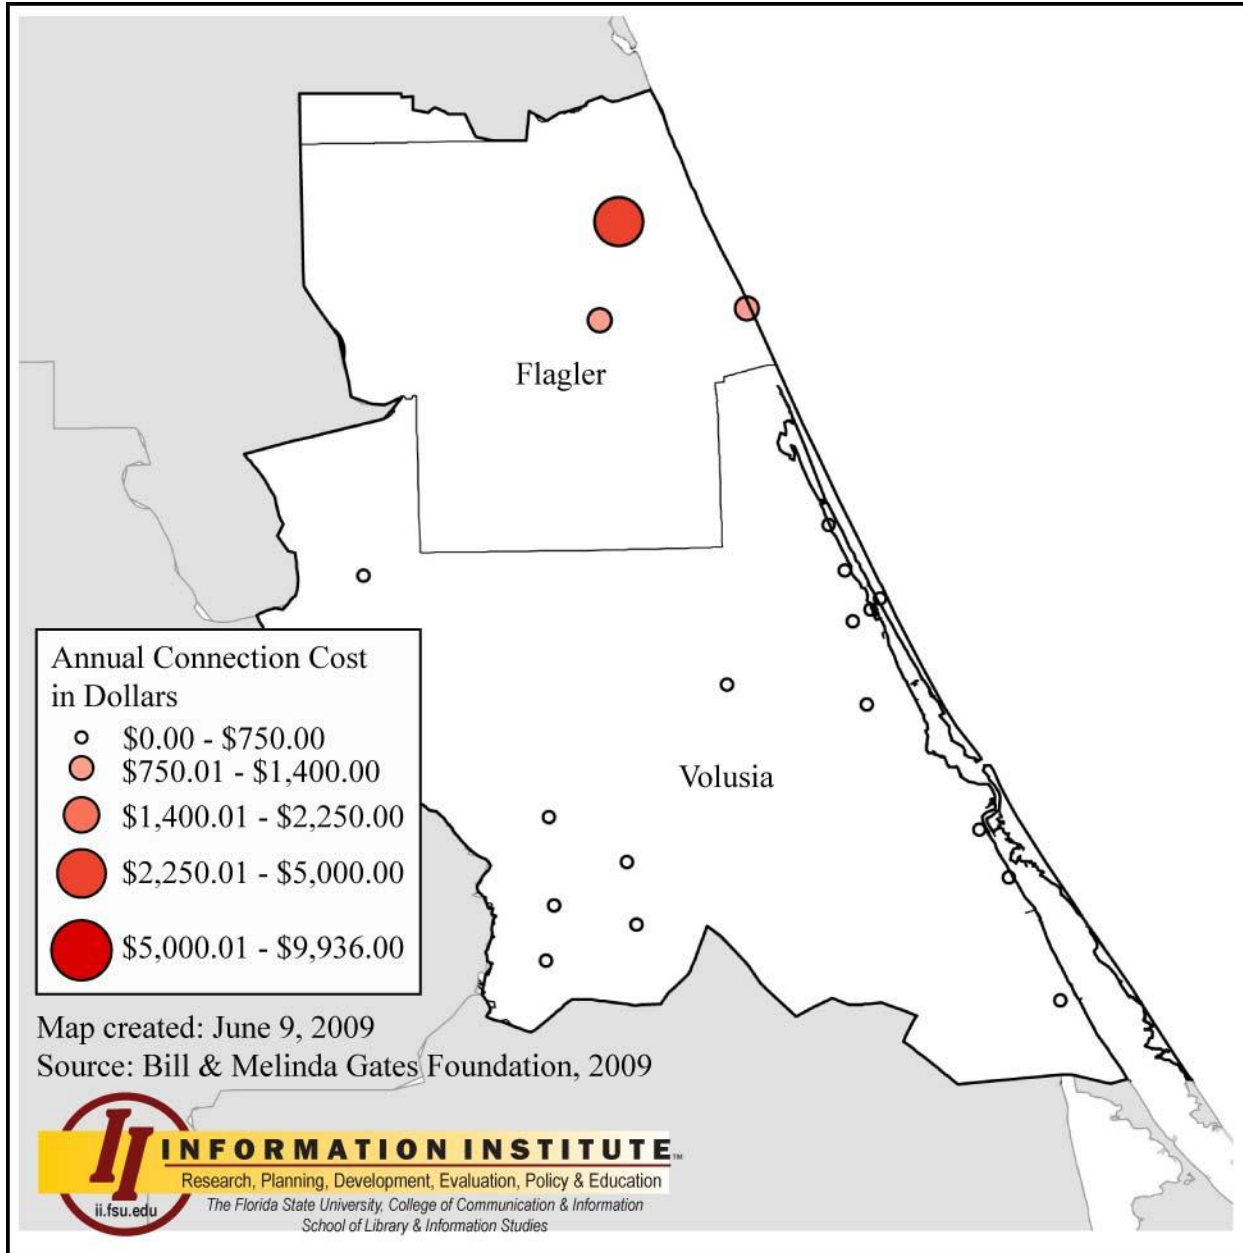 Flagler
Volusia
Annual Connection Cost
in Dollars
$0.00 - $750.00
$750.01 - $1,400.00
$1,400.01 - $2,250.00
$2,250.01 - $5,000.00
$5,000.01 - $9,936.00
Map created: June 9, 2009
Source: Bill & Melinda Gates Foundation, 2009
II
INFORMATION INSTITUTE™
Research, Planning, Development, Evaluation, Policy & Education
ii.fsu.edu
The Florida State University, College of Communication & Information
School of Library & Information Studies